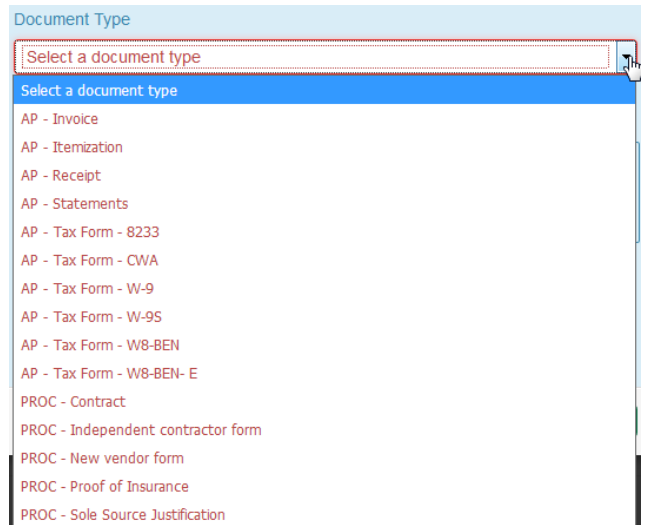 Document Type
Select a document type
Select a document type
AP - Invoice
AP - Itemization
AP - Receipt
AP - Statements
AP - Tax Form - 8233
AP - Tax Form - CWA
AP - Tax Form - W-9
AP - Tax Form - W-9S
AP - Tax Form - W8-BEN
AP - Tax Form - W8-BEN- E
PROC - Contract
PROC - Independent contractor form
PROC - New vendor form
PROC - Proof of Insurance
PROC - Sole Source Justification